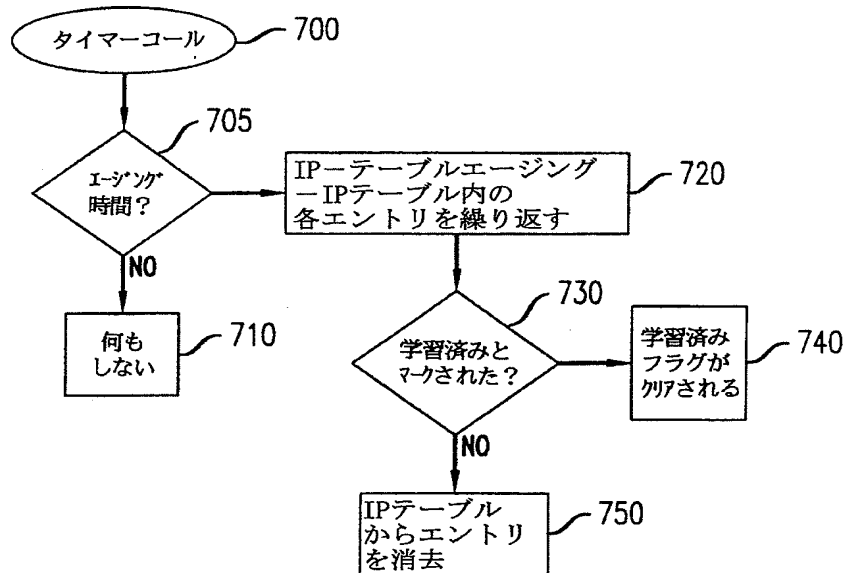 タイマーコール
700
705
エージング
時間?
NO
何も
しない
710
IP-テーブルエージング
-IPテーブル内の
各エントリを繰り返す
720
730
学習済みと
マークされた?
NO
学習済み
フラグが
クリアされる
740
IPテーブル
からエントリ
を消去
750